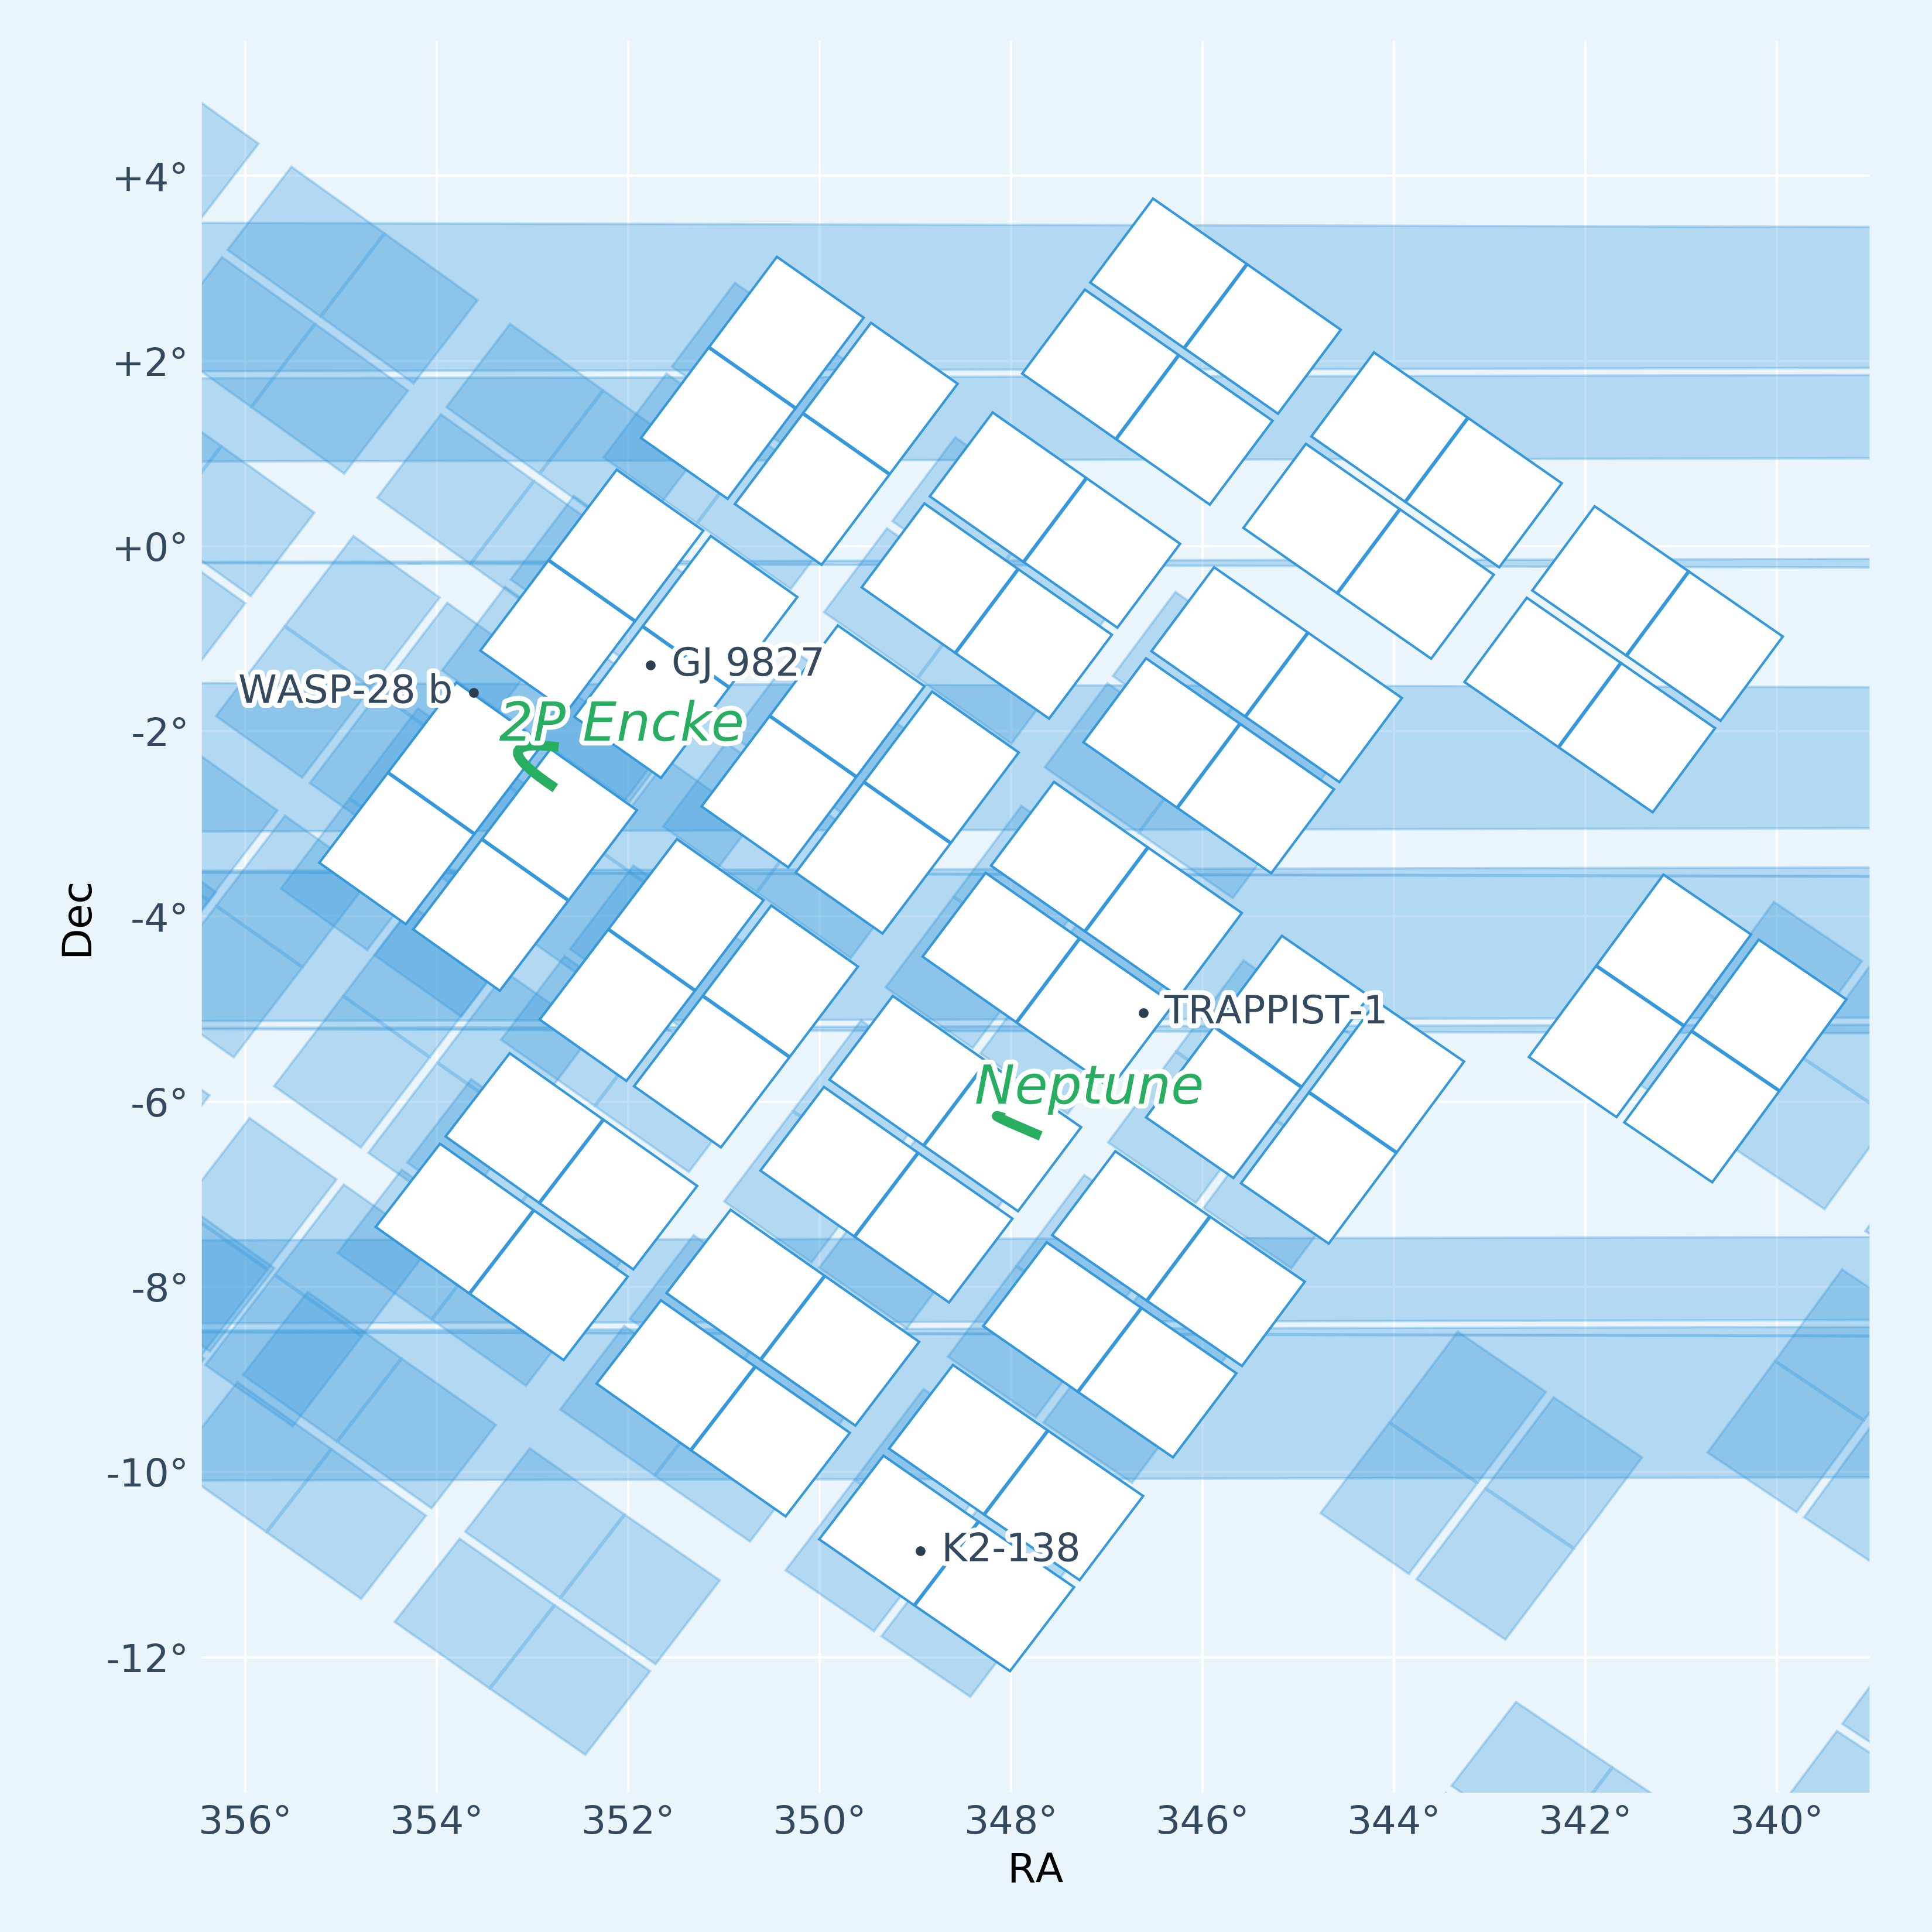 +4°
+2°
+0°
GJ 9827
WASP-28 b
2P Encke
-2°
Dec
-4°
TRAPPIST-1
Neptune
-6°
-8°
-10°
K2-138
-12°
356° 354° 352° 350° 348° 346° 344° 342° 340°
RA